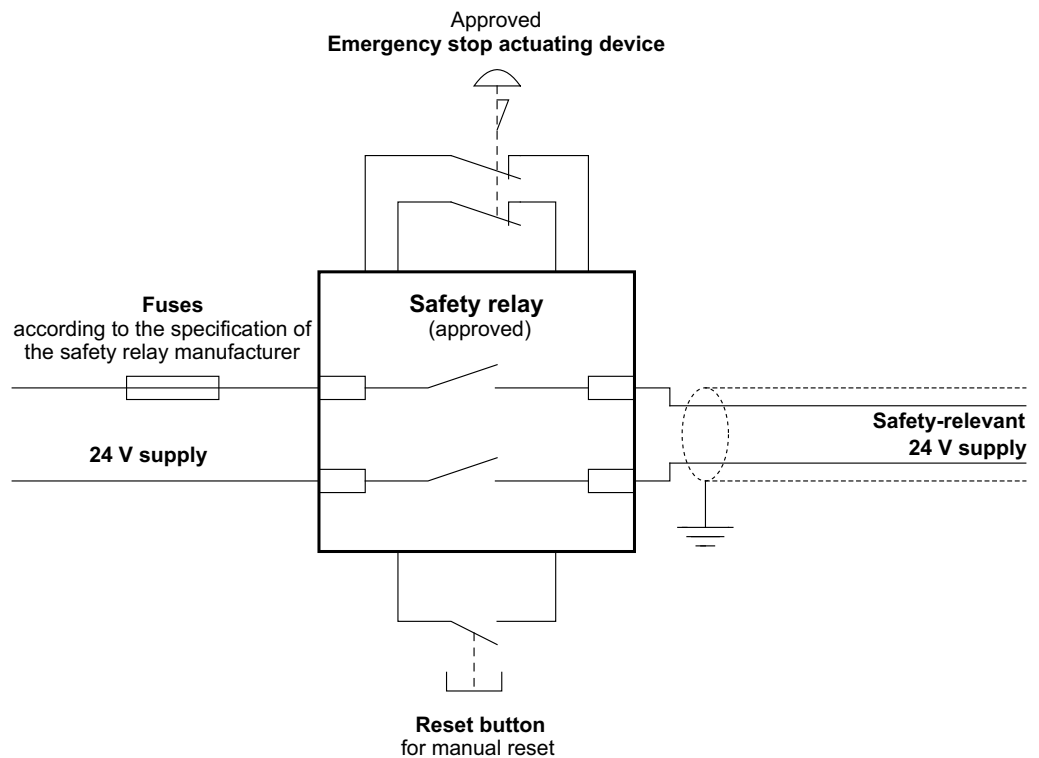 Approved
Emergency stop actuating device
Fuses
according to the specification of
the safety relay manufacturer
Safety relay
(approved)
24 V supply
Safety-relevant
24 V supply
Reset button
for manual reset